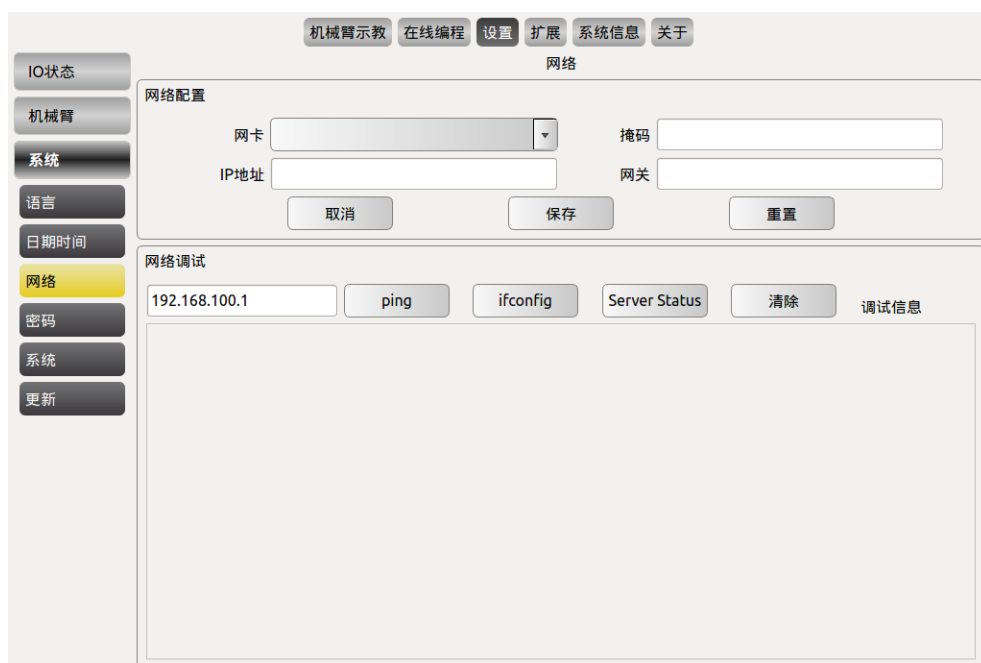 机械臂示教 在线编程 设置 扩展 系统信息 关于
网络
IO状态
机械臂
系统
语言
日期时间
网络
密码
系统
更新
网络配置
网卡 掩码
IP地址 网关
取消 保存 重置
网络调试
192.168.100.1 ping ifconfig Server Status 清除 调试信息